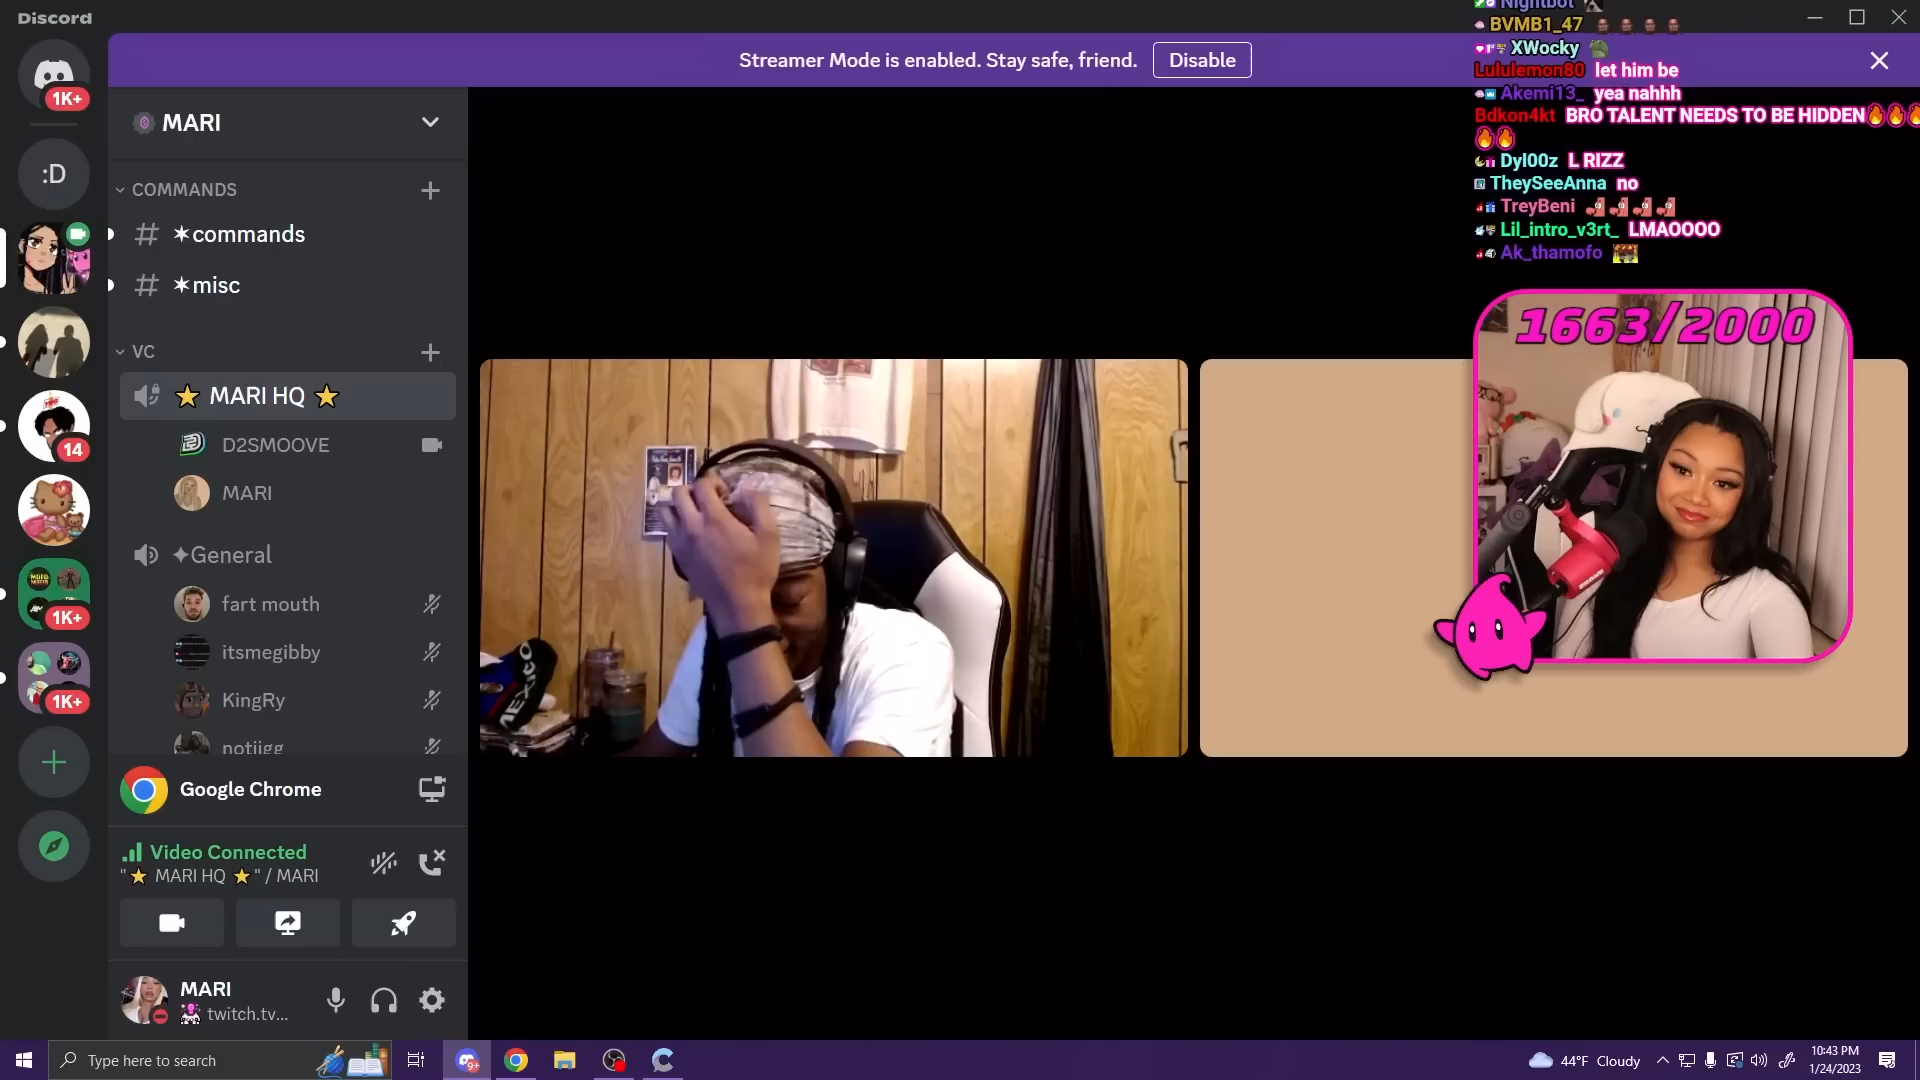 Discord
Nightbot
BVMB1_47
XWocky
Lululemon80 let him be
Akemi13_ yea nahhh
Bdkon4kt BRO TALENT NEEDS TO BE HIDDEN
Dyl00z L RIZZ
TheySeeAnna no
TreyBeni
Lil_intro_v3rt_ LMAOOOO
Ak_thamofo
Streamer Mode is enabled. Stay safe, friend. Disable
1K+
MARI
:D
COMMANDS
# ✶commands
# ✶misc
VC
⭐ MARI HQ ⭐
D2SMOOVE
14
MARI
✦General
fart mouth
1K+
itsmegibby
KingRy
1K+
notiigg
Google Chrome
Video Connected
"⭐ MARI HQ ⭐" / MARI
MARI
twitch.tv...
1663/2000
MEXICO
Type here to search
9+
44°F Cloudy
10:43 PM
1/24/2023